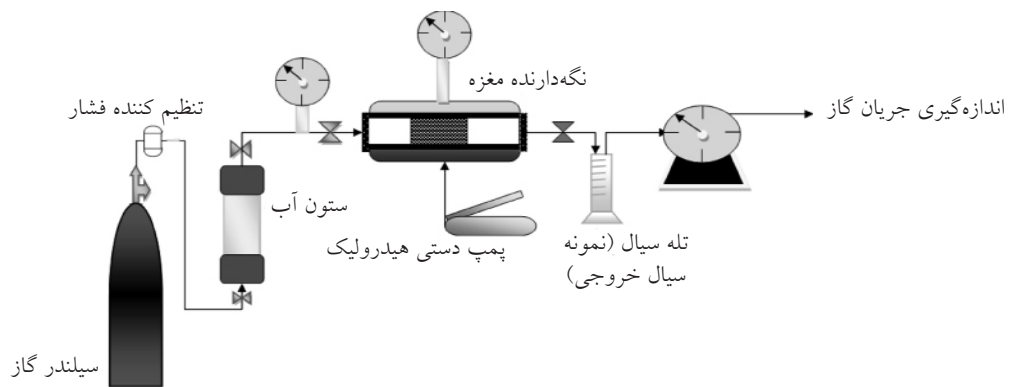 نگه‌دارنده مغزه
تنظیم کننده فشار
اندازه‌گیری جریان گاز
ستون آب
پمپ دستی هیدرولیک
تله سیال (نمونه
سیال خروجی)
سیلندر گاز